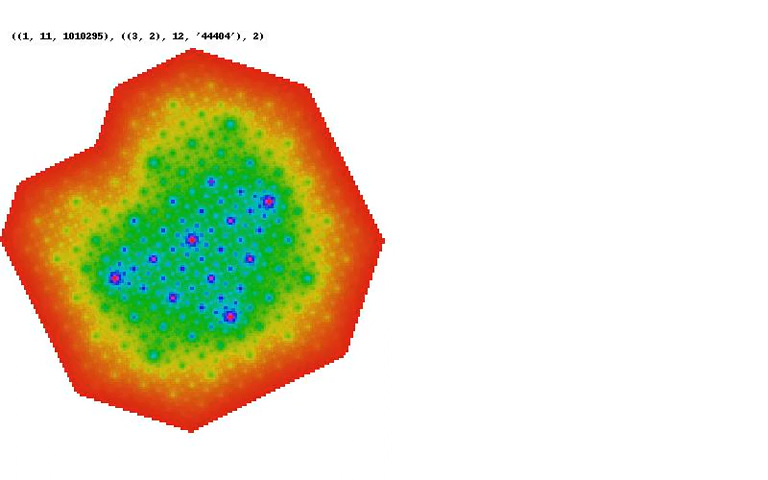 ((1, 11, 1010295), ((3, 2), 12, '44404'), 2)